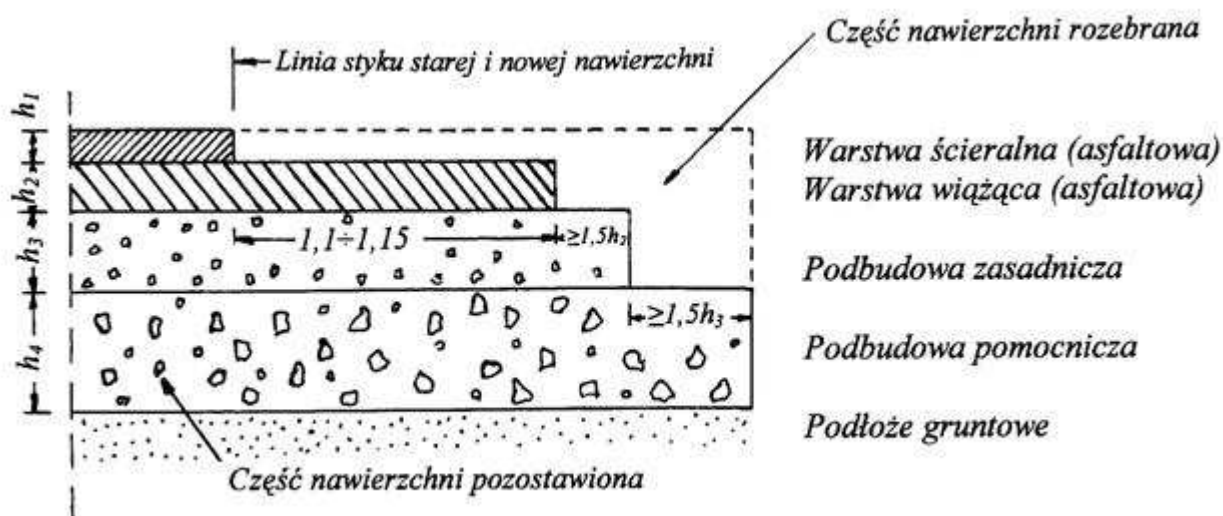 Część nawierzchni rozebrana
Linia styku starej i nowej nawierzchni
h₁
Warstwa ścieralna (asfaltowa)
h₂
Warstwa wiążąca (asfaltowa)
h₃
1,1÷1,15
≥1,5h₂
Podbudowa zasadnicza
≥1,5h₃
h₄
Podbudowa pomocnicza
Podłoże gruntowe
Część nawierzchni pozostawiona